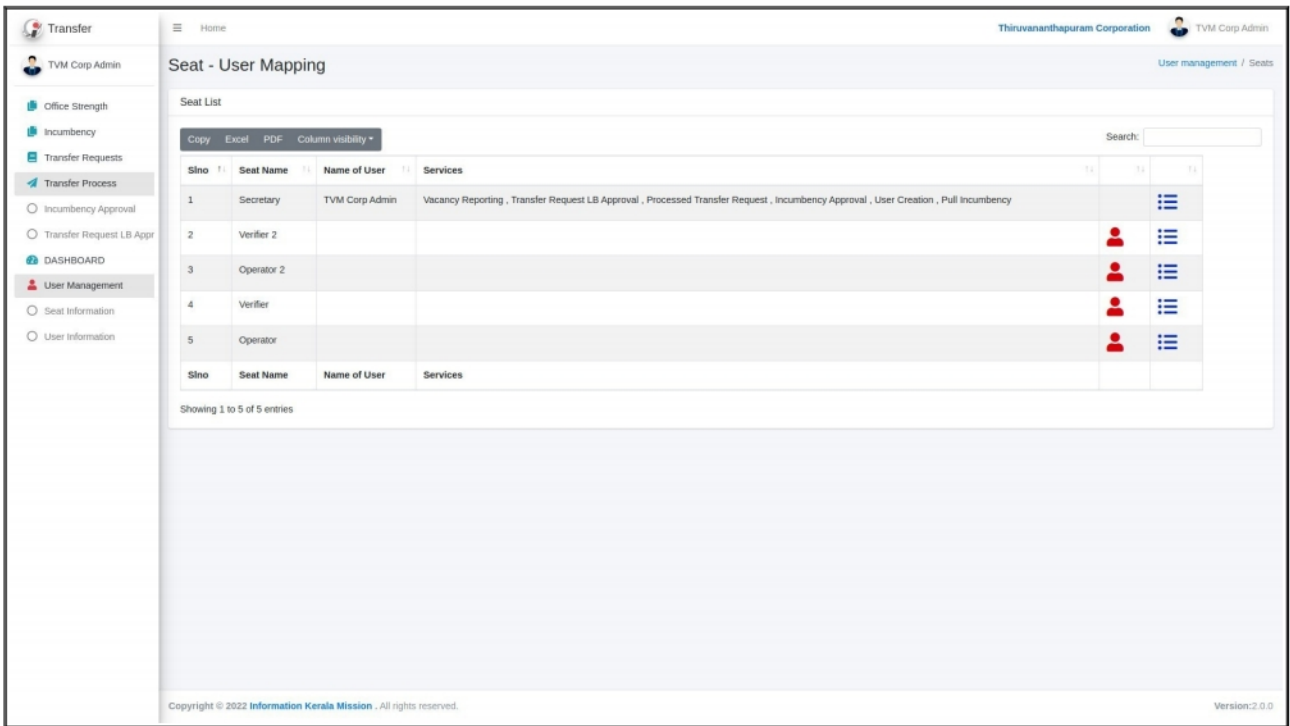 Transfer
Home
Thiruvananthapuram Corporation
TVM Corp Admin
TVM Corp Admin
Seat - User Mapping
User management / Seats
Office Strength
Incumbency
Transfer Requests
Transfer Process
Incumbency Approval
Transfer Request LB Appr
DASHBOARD
User Management
Seat Information
User Information
Seat List
Copy Excel PDF Column visibility
Search:
Slno Seat Name Name of User Services
1 Secretary TVM Corp Admin Vacancy Reporting , Transfer Request LB Approval , Processed Transfer Request , Incumbency Approval , User Creation , Pull Incumbency
2 Verifier 2
3 Operator 2
4 Verifier
5 Operator
Slno Seat Name Name of User Services
Showing 1 to 5 of 5 entries
Copyright © 2022 Information Kerala Mission . All rights reserved.
Version:2.0.0